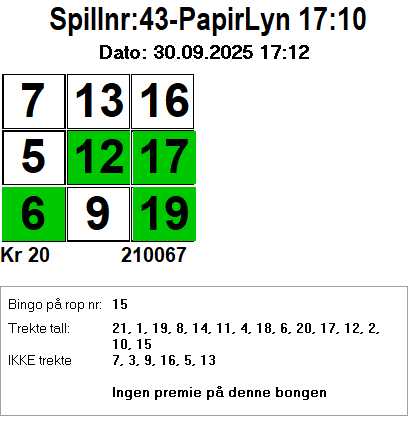 Spillnr:43-PapirLyn 17:10
Dato: 30.09.2025 17:12
7 13 16
5 12 17
6 9 19
Kr 20 210067
Bingo på rop nr: 15
Trekte tall: 21, 1, 19, 8, 14, 11, 4, 18, 6, 20, 17, 12, 2,
10, 15
IKKE trekte 7, 3, 9, 16, 5, 13
Ingen premie på denne bongen